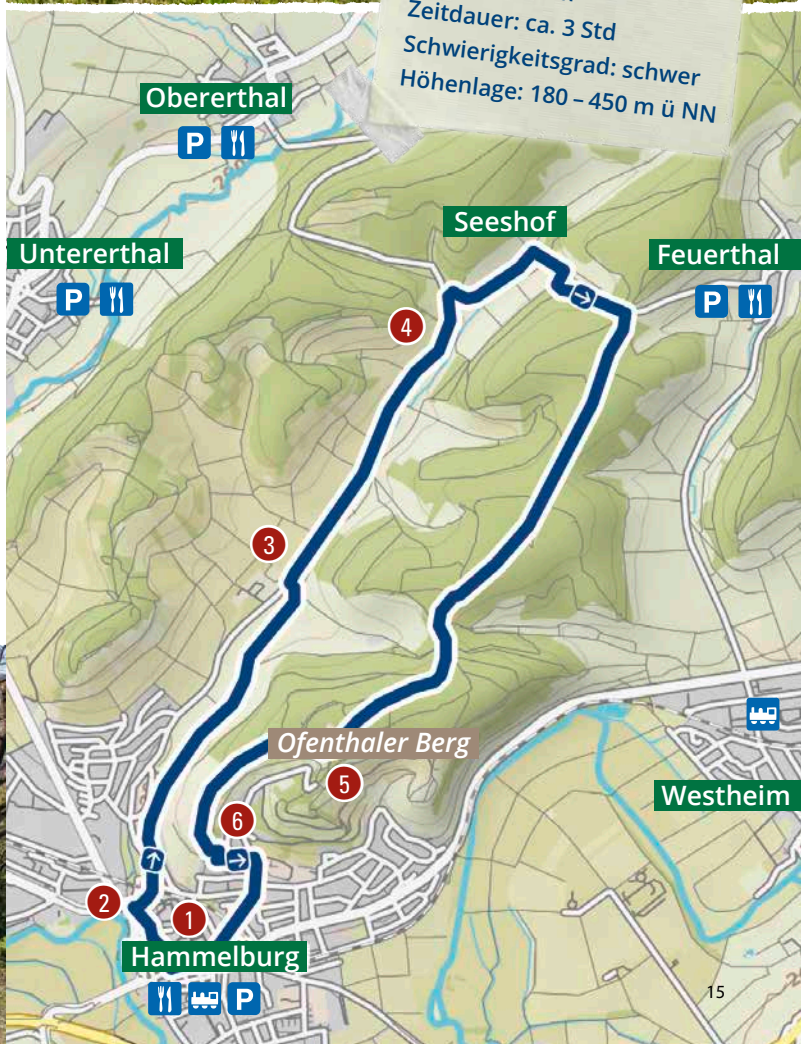 Zeitdauer: ca. 3 Std
Schwierigkeitsgrad: schwer
Höhenlage: 180 – 450 m ü NN
Obererthal
P
Seeshof
Untererthal
Feuerthal
P
P
4
3
Ofenthaler Berg
5
Westheim
6
2
1
Hammelburg
P
15